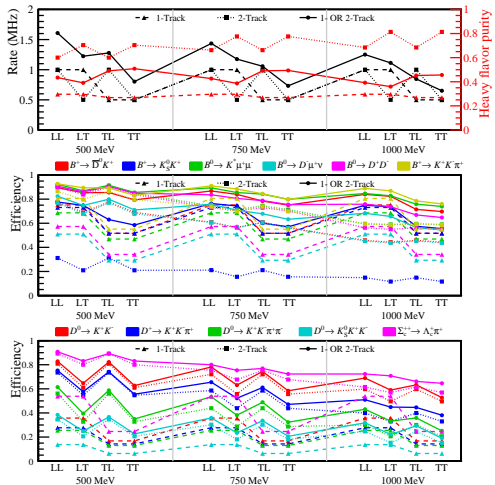 1-Track 2-Track 1- OR 2-Track
Rate (MHz)
Heavy flavor purity
2
1.5
1
0.5
0
1
0.8
0.6
0.4
0.2
0
LL LT TL TT LL LT TL TT LL LT TL TT
500 MeV 750 MeV 1000 MeV
B⁻→ D̅⁰K⁺ B⁺→ K⁰ₛK⁺ B⁰→ K*μ⁺μ⁻ B⁰→ D⁻μ⁺ν B⁰→ D⁺D⁻ B⁺→ K⁺K⁻π⁺
1-Track 2-Track 1- OR 2-Track
Efficiency
1
0.8
0.6
0.4
0.2
0
LL LT TL TT LL LT TL TT LL LT TL TT
500 MeV 750 MeV 1000 MeV
D⁰→ K⁺K⁻ D⁺→ K⁺K⁻π⁺ D⁰→ K⁺K⁻π⁺π⁻ D⁰→ K⁰ₛK⁺K⁻ Σc⁺→ Λcπ⁺
1-Track 2-Track 1- OR 2-Track
Efficiency
1
0.8
0.6
0.4
0.2
0
LL LT TL TT LL LT TL TT LL LT TL TT
500 MeV 750 MeV 1000 MeV